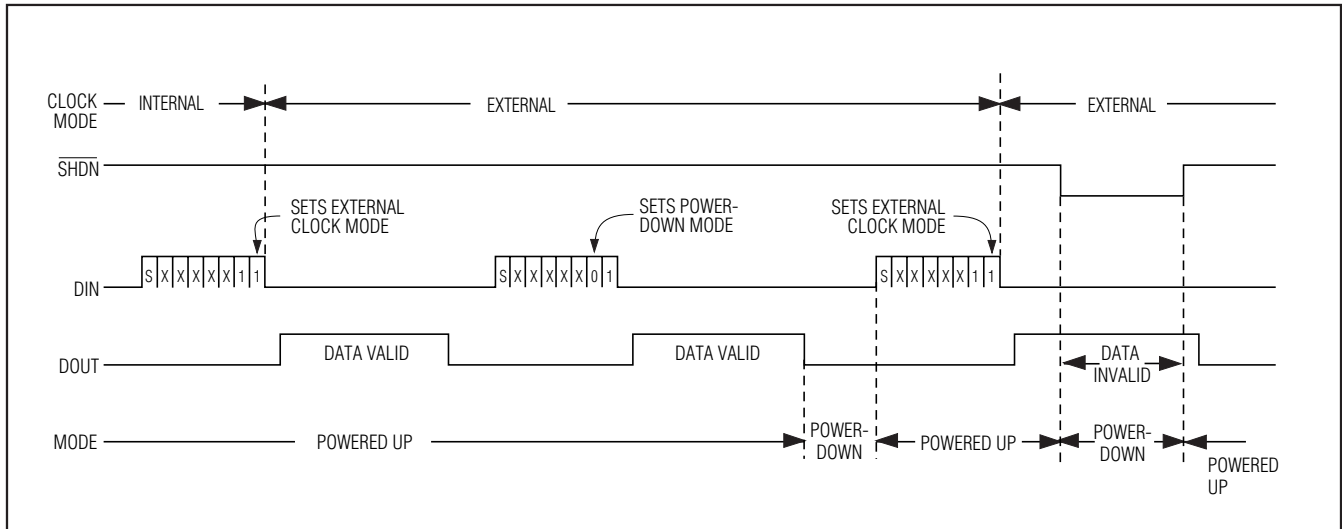 CLOCK MODE
INTERNAL
EXTERNAL
EXTERNAL
SHDN
SETS EXTERNAL
CLOCK MODE
SETS POWER-
DOWN MODE
SETS EXTERNAL
CLOCK MODE
DIN
S X X X X X 1 1
S X X X X X 0 1
S X X X X X 1 1
DOUT
DATA VALID
DATA VALID
DATA
INVALID
MODE
POWERED UP
POWER-
DOWN
POWERED UP
POWER-
DOWN
POWERED
UP